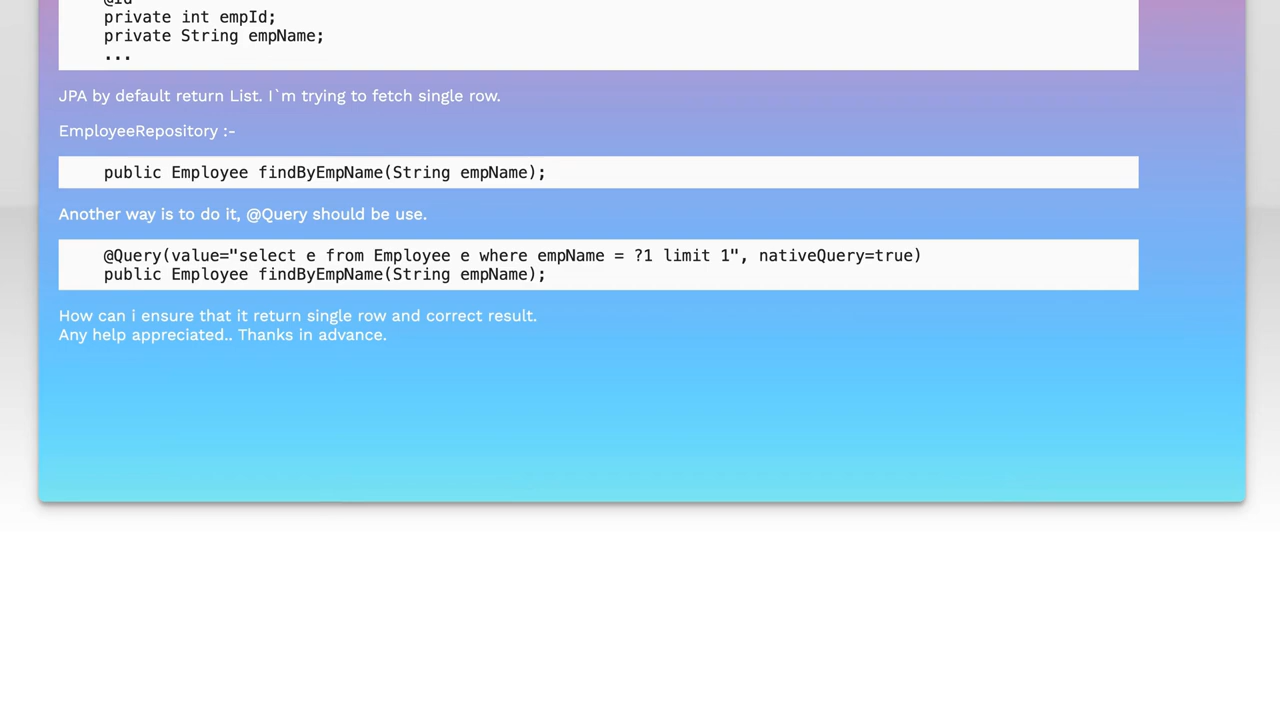 @Id
private int empId;
private String empName;
...
JPA by default return List. I`m trying to fetch single row.
EmployeeRepository :-
public Employee findByEmpName(String empName);
Another way is to do it, @Query should be use.
@Query(value="select e from Employee e where empName = ?1 limit 1", nativeQuery=true)
public Employee findByEmpName(String empName);
How can i ensure that it return single row and correct result.
Any help appreciated.. Thanks in advance.